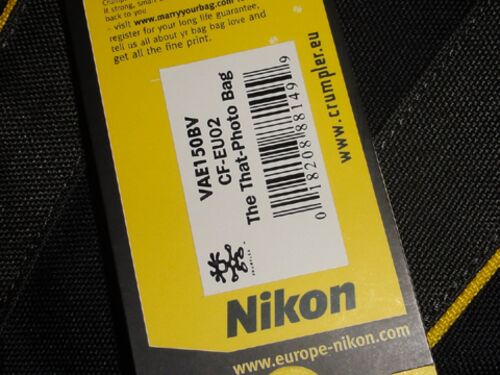 it strong, small
back to you
- visit www.marryyourbag.com
register for your long life guarantee,
tell us all about yr bag bag love and
get all the fine print.
VAE150BV
CF-EU02
The That-Photo Bag
0 18208 88149 9
CRUMPLER
www.crumpler.eu
Nikon
www.europe-nikon.com